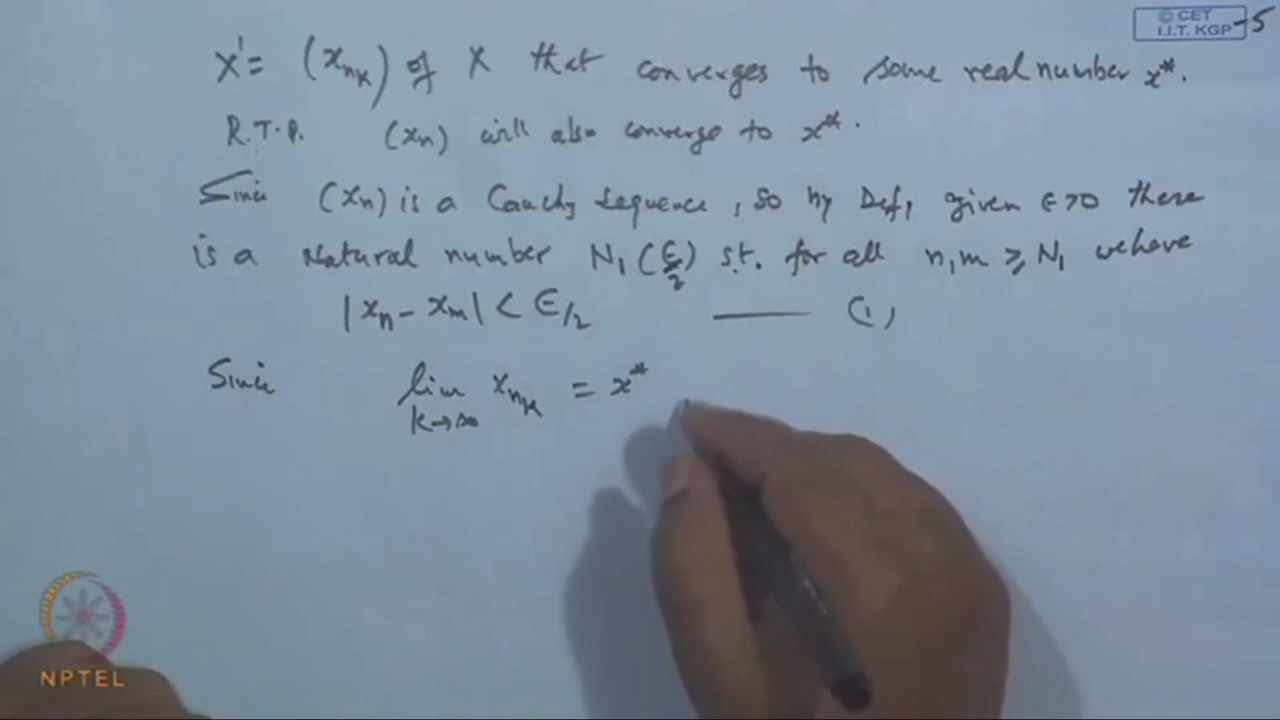 © CET
I.I.T. KGP -5
X' = (x_{n_k}) of X that converges to some real number x*.
R.T.P. (x_n) will also converge to x*.
Since (x_n) is a Cauchy sequence, so by Def, given ϵ>0 there
is a Natural number N₁(ϵ/2) s.t. for all n,m ⩾ N₁ we have
|x_n - x_m| < ϵ/2 —— (1)
Since lim_{k→∞} x_{n_k} = x*
NPTEL